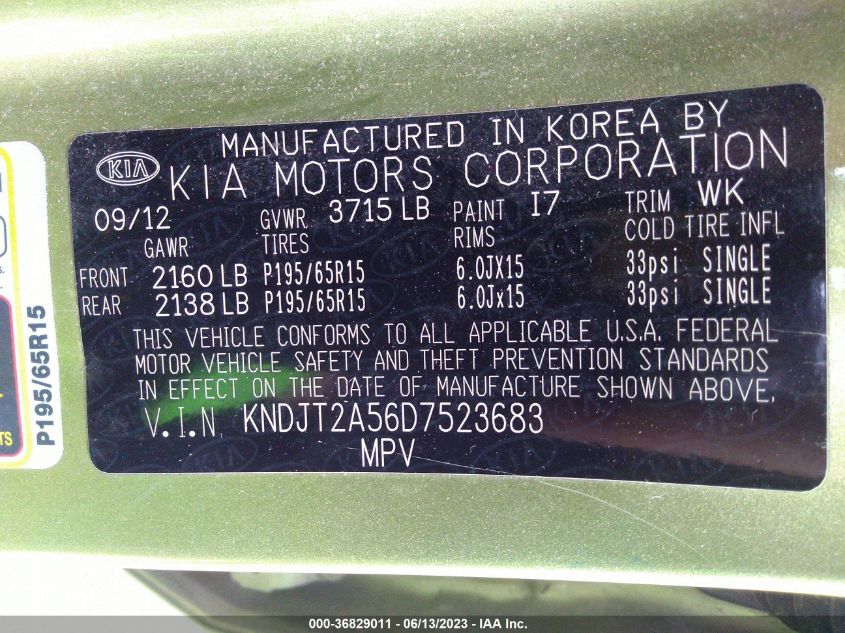 MANUFACTURED IN KOREA BY
KIA KIA MOTORS CORPORATION
09/12 GVWR 3715 LB PAINT I7 TRIM WK
GAWR TIRES RIMS COLD TIRE INFL
FRONT 2160 LB P195/65R15 6.0JX15 33psi SINGLE
REAR 2138 LB P195/65R15 6.0Jx15 33psi SINGLE
THIS VEHICLE CONFORMS TO ALL APPLICABLE U.S.A. FEDERAL
MOTOR VEHICLE SAFETY AND THEFT PREVENTION STANDARDS
IN EFFECT ON THE DATE OF MANUFACTURE SHOWN ABOVE.
V.I.N KNDJT2A56D7523683
MPV
P195/65R15
000-36829011 - 06/13/2023 - IAA Inc.